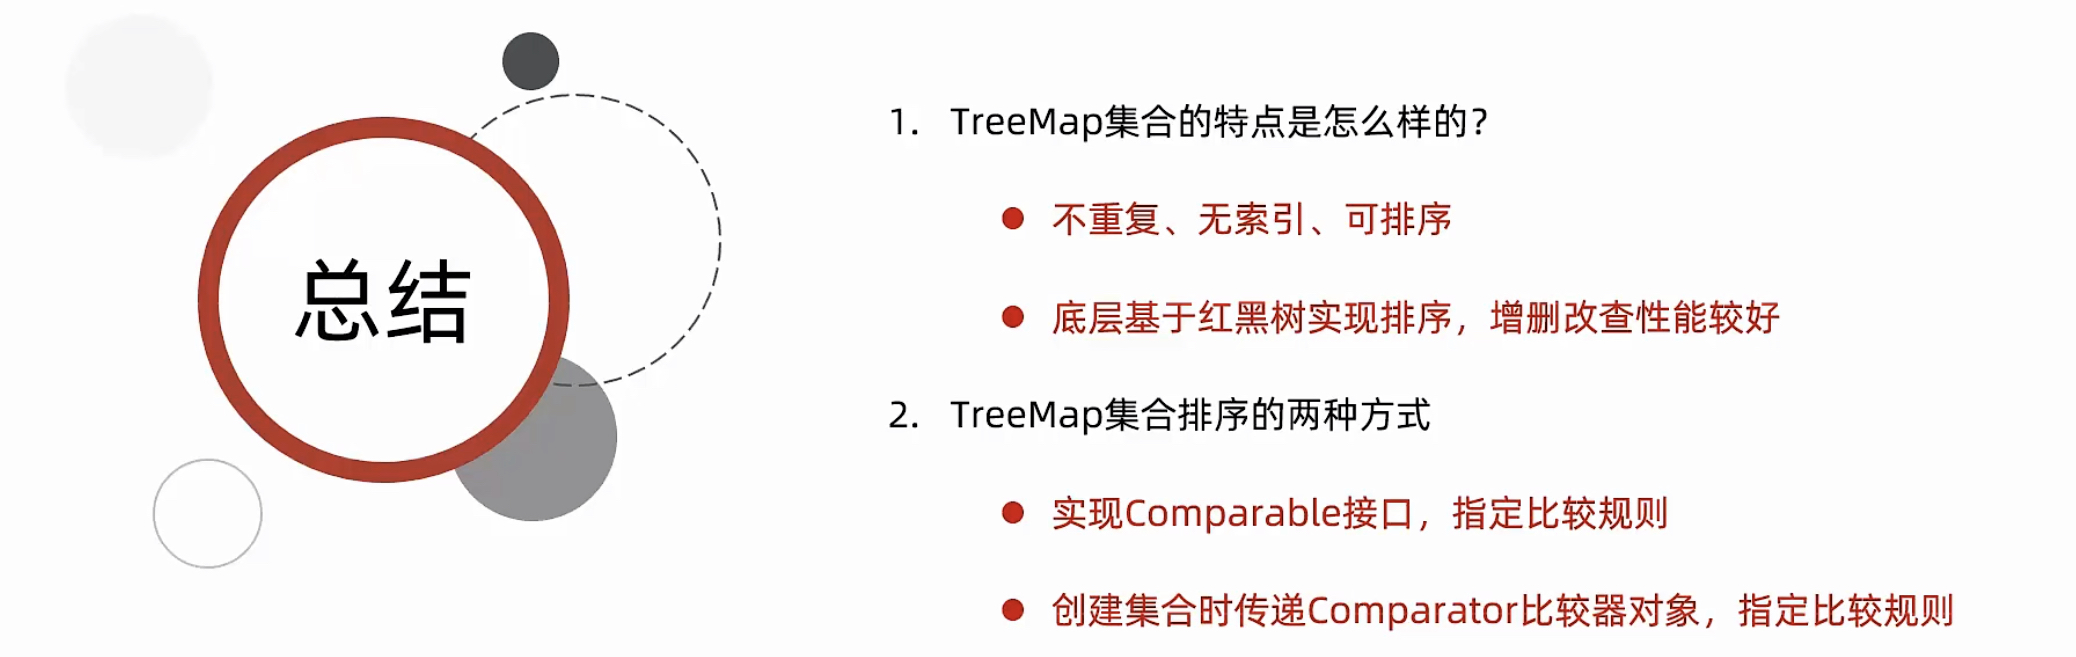 总结
1. TreeMap集合的特点是怎么样的？
● 不重复、无索引、可排序
● 底层基于红黑树实现排序，增删改查性能较好
2. TreeMap集合排序的两种方式
● 实现Comparable接口，指定比较规则
● 创建集合时传递Comparator比较器对象，指定比较规则